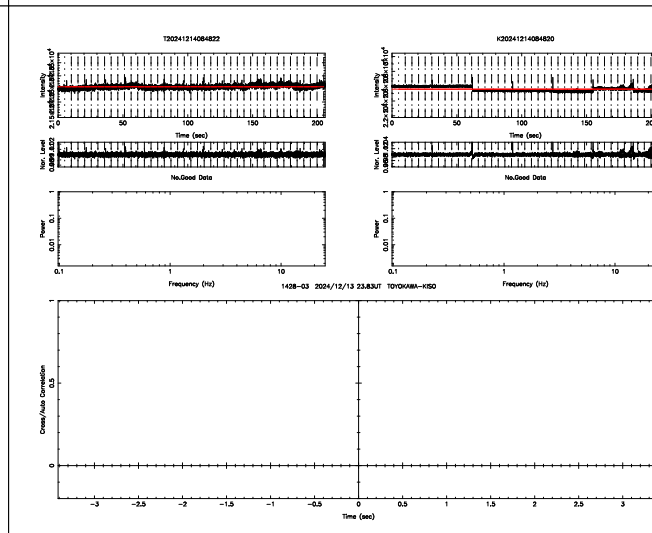 T20241214084822
K20241214084820
Intensity
Intensity
0 50 100 150 200
0 50 100 150 200
Time (sec)
Time (sec)
Nor. Level
Nor. Level
No.Good Data
No.Good Data
Power
0.01 0.1 1
Power
0.01 0.1 1
0.1 1 10
0.1 1 10
Frequency (Hz)
Frequency (Hz)
1428-03 2024/12/13 23.83UT TOYOKAWA-KISO
Cross/Auto Correlation
0 0.5 1
-3 -2.5 -2 -1.5 -1 -0.5 0 0.5 1 1.5 2 2.5 3
Time (sec)